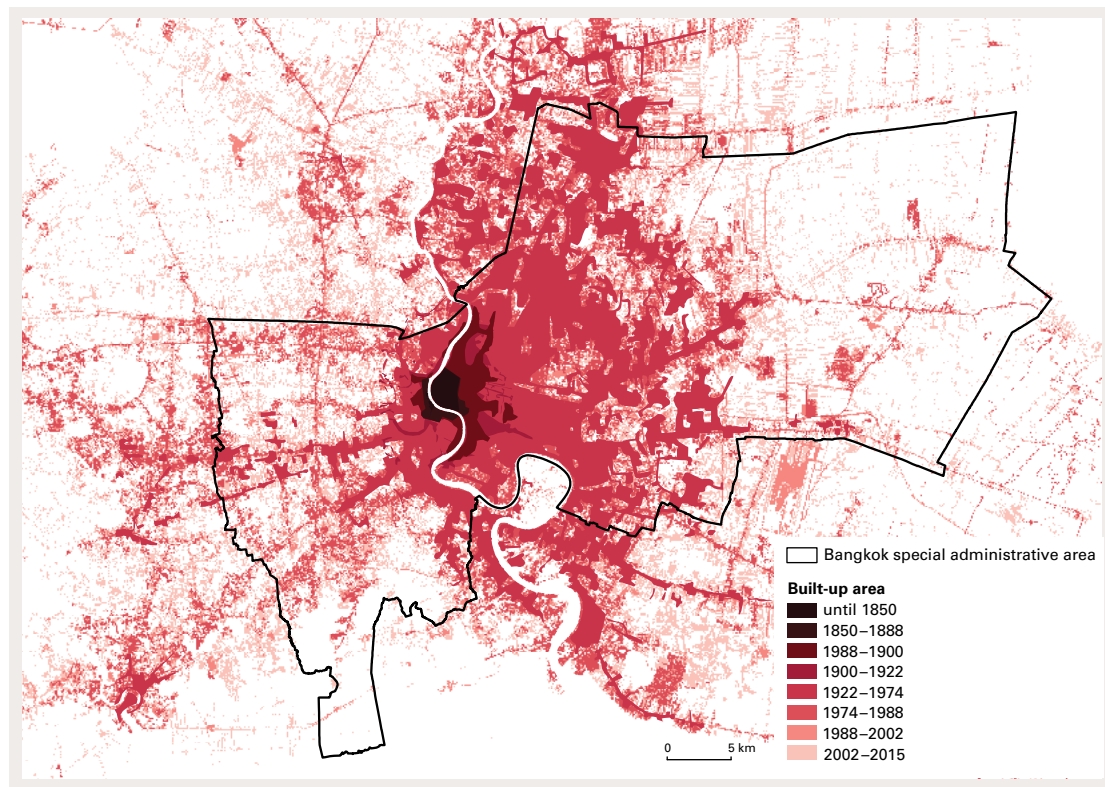 Bangkok special administrative area
Built-up area
until 1850
1850–1888
1988–1900
1900–1922
1922–1974
1974–1988
1988–2002
2002–2015
0 5 km